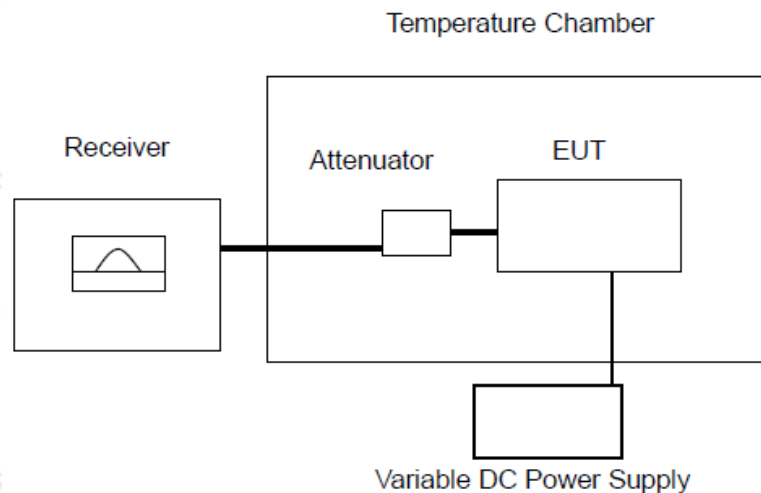 Temperature Chamber
Receiver
Attenuator
EUT
Variable DC Power Supply